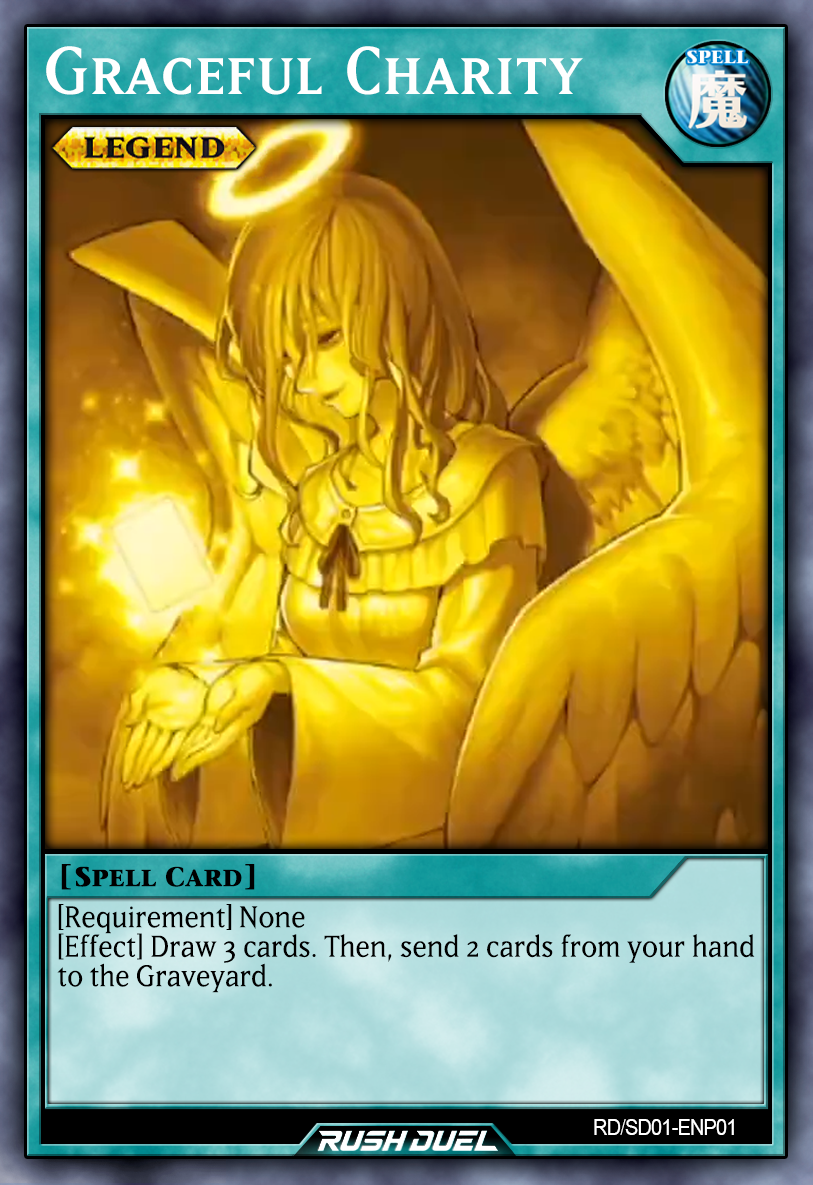 Graceful Charity
SPELL
魔
LEGEND
[Spell Card]
[Requirement] None
[Effect] Draw 3 cards. Then, send 2 cards from your hand
to the Graveyard.
RUSH DUEL
RD/SD01-ENP01